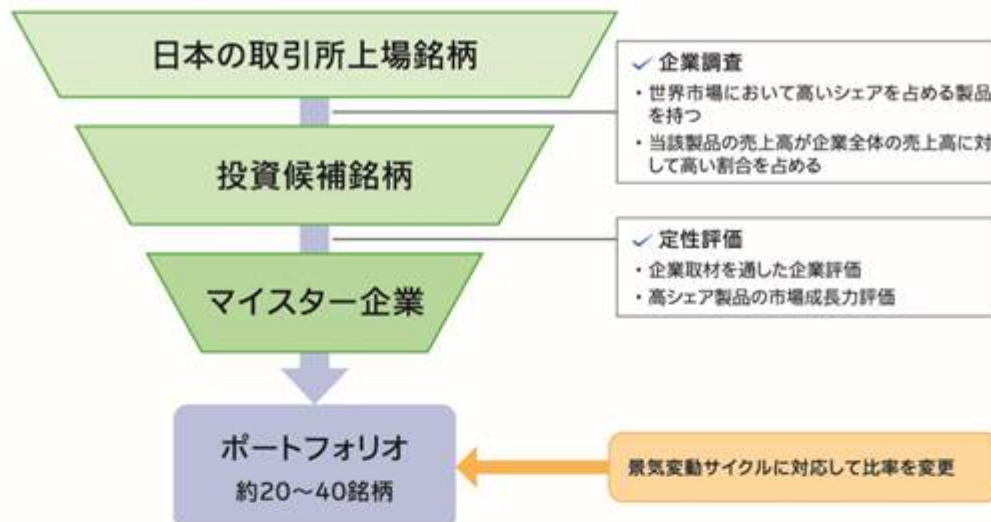 日本の取引所上場銘柄
✓ 企業調査
・世界市場において高いシェアを占める製品
を持つ
・当該製品の売上高が企業全体の売上高に対
して高い割合を占める
投資候補銘柄
✓ 定性評価
・企業取材を通した企業評価
・高シェア製品の市場成長力評価
マイスター企業
ポートフォリオ
約20～40銘柄
景気変動サイクルに対応して比率を変更